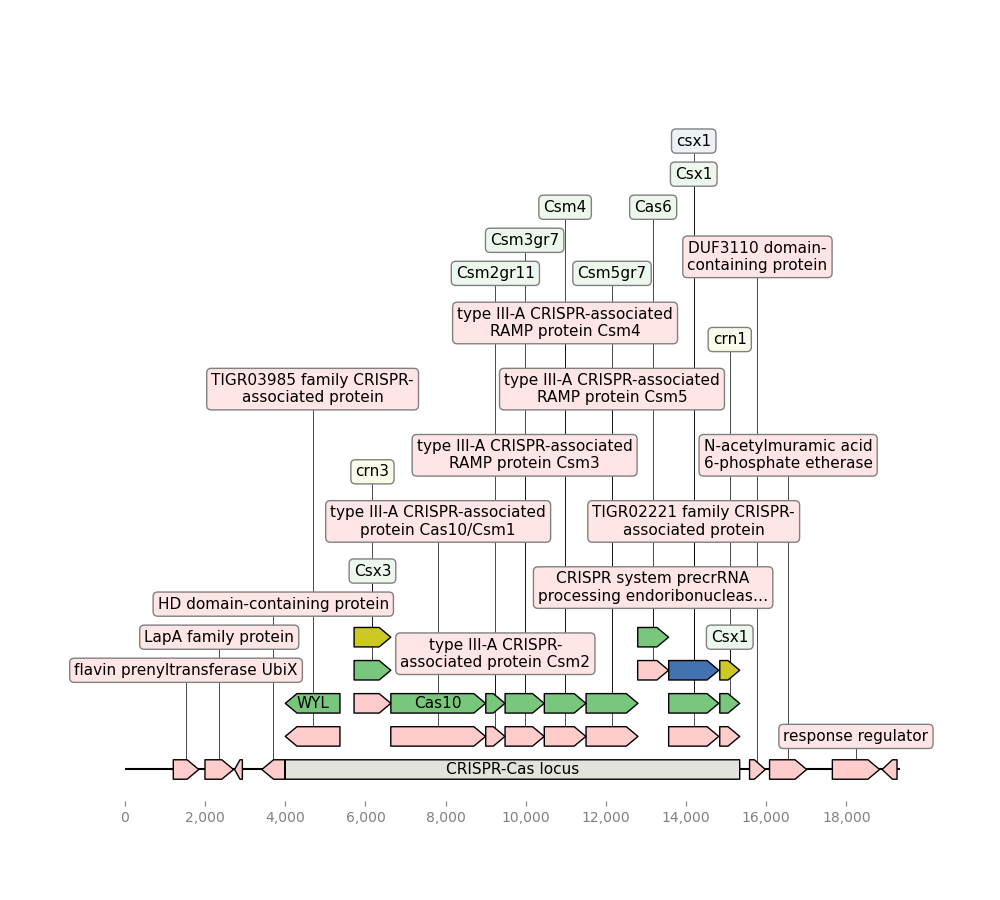 csx1
Csx1
Csm4
Cas6
Csm3gr7
DUF3110 domain-
containing protein
Csm2gr11
Csm5gr7
type III-A CRISPR-associated
RAMP protein Csm4
crn1
TIGR03985 family CRISPR-
associated protein
type III-A CRISPR-associated
RAMP protein Csm5
type III-A CRISPR-associated
RAMP protein Csm3
N-acetylmuramic acid
6-phosphate etherase
crn3
type III-A CRISPR-associated
protein Cas10/Csm1
TIGR02221 family CRISPR-
associated protein
Csx3
CRISPR system precrRNA
processing endoribonucleas...
HD domain-containing protein
LapA family protein
Csx1
type III-A CRISPR-
associated protein Csm2
flavin prenyltransferase UbiX
WYL
Cas10
response regulator
CRISPR-Cas locus
0
2,000
4,000
6,000
8,000
10,000
12,000
14,000
16,000
18,000